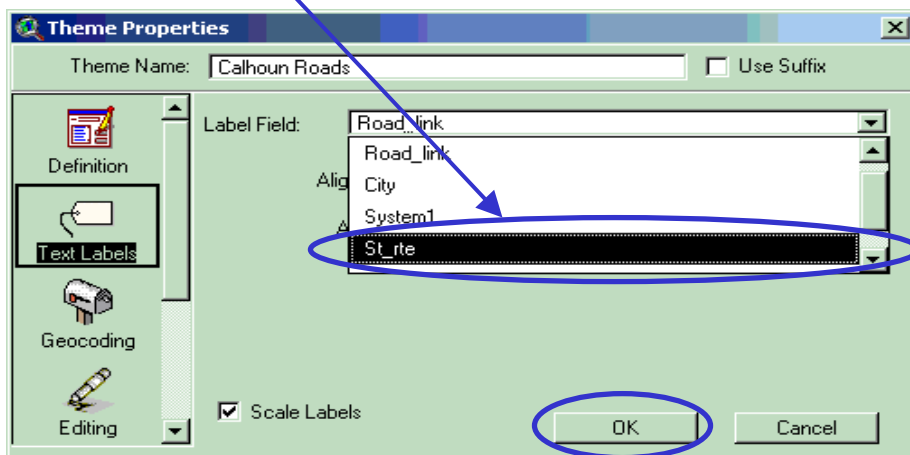 Theme Properties
Theme Name: Calhoun Roads Use Suffix
Definition
Text Labels
Geocoding
Editing
Label Field: Road_link
Road_link
Alig
City
System1
A
St_rte
Scale Labels
OK Cancel